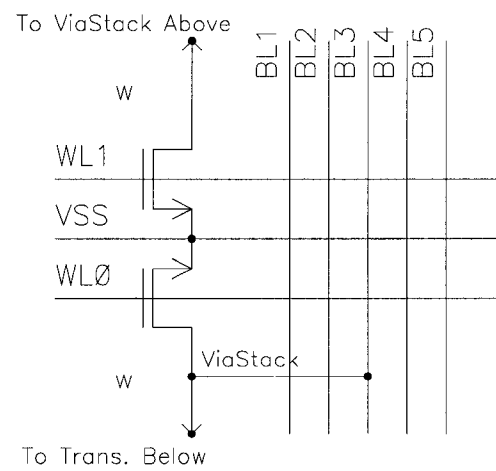 To ViaStack Above
BL1
BL2
BL3
BL4
BL5
W
WL1
VSS
WLØ
ViaStack
W
To Trans. Below